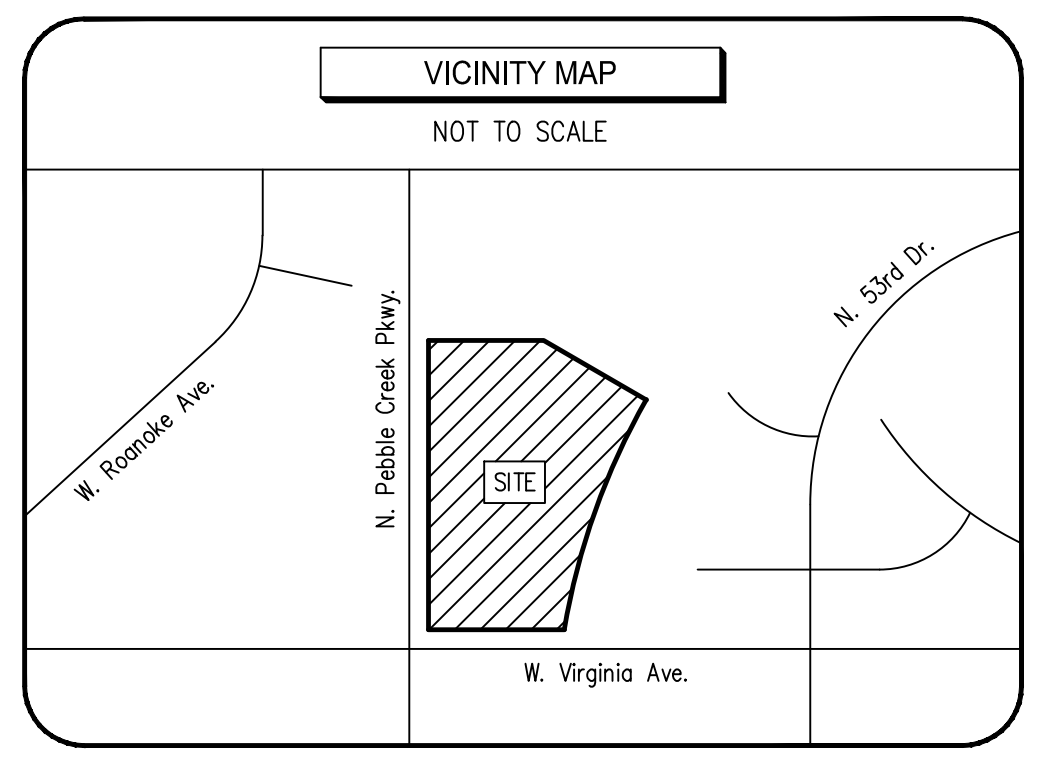 VICINITY MAP
NOT TO SCALE
N. 53rd Dr.
N. Pebble Creek Pkwy.
W. Roanoke Ave.
SITE
W. Virginia Ave.